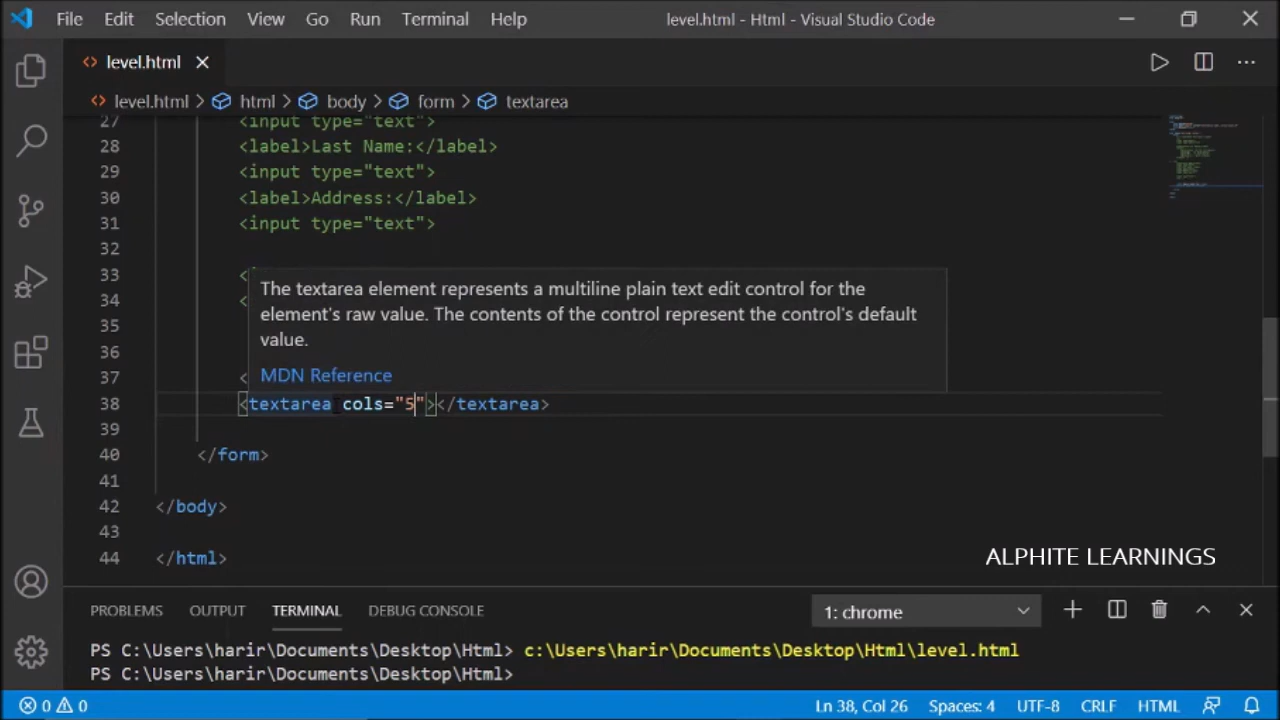 File Edit Selection View Go Run Terminal Help level.html - Html - Visual Studio Code
level.html
level.html > html > body > form > textarea
27 <input type="text">
28 <label>Last Name:</label>
29 <input type="text">
30 <label>Address:</label>
31 <input type="text">
32
33 <
34 <
35
36
37 <
The textarea element represents a multiline plain text edit control for the
element's raw value. The contents of the control represent the control's default
value.
MDN Reference
38 <textarea cols="5"></textarea>
39
40 </form>
41
42 </body>
43
44 </html>
ALPHITE LEARNINGS
PROBLEMS OUTPUT TERMINAL DEBUG CONSOLE 1: chrome
PS C:\Users\harir\Documents\Desktop\Html> c:\Users\harir\Documents\Desktop\Html\level.html
PS C:\Users\harir\Documents\Desktop\Html>
0 0 Ln 38, Col 26 Spaces: 4 UTF-8 CRLF HTML